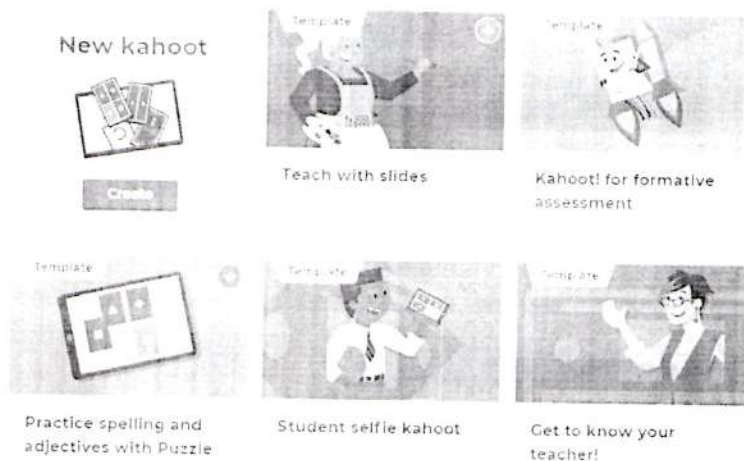 New kahoot
Create
Template
Teach with slides
Template
Kahoot! for formative
assessment
Template
Practice spelling and
adjectives with Puzzle
Template
Student selfie kahoot
Template
Get to know your
teacher!